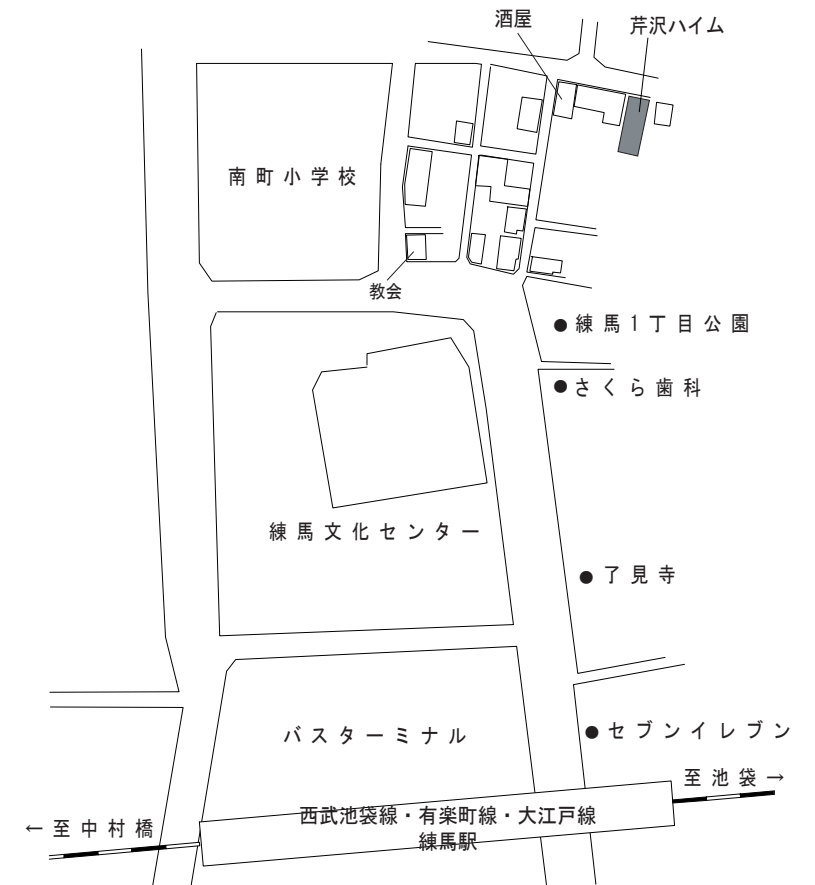 酒屋
芹沢ハイム
南町小学校
教会
練馬1丁目公園
さくら歯科
練馬文化センター
了見寺
バスターミナル
セブンイレブン
至池袋→
西武池袋線・有楽町線・大江戸線
練馬駅
←至中村橋